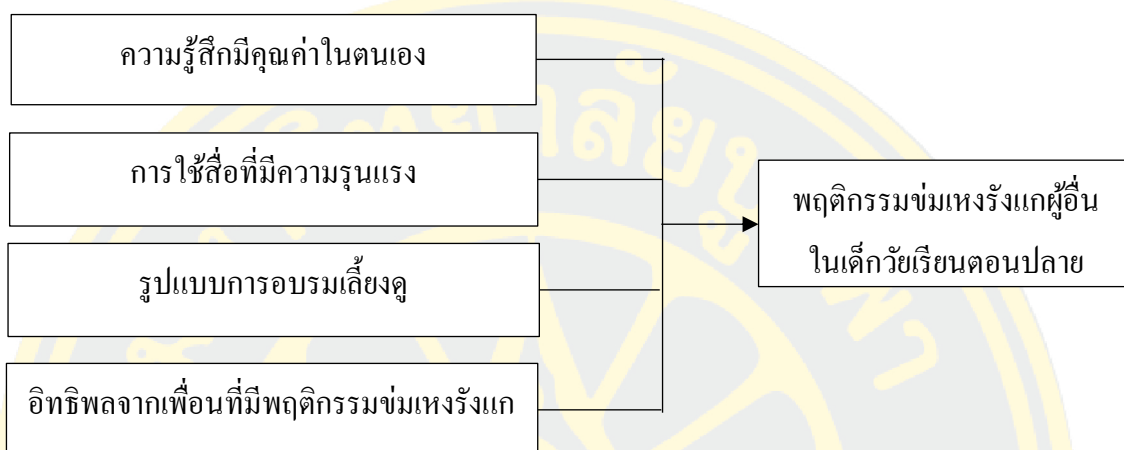 ความรู้สึกมีคุณค่าในตนเอง
การใช้สื่อที่มีความรุนแรง
รูปแบบการอบรมเลี้ยงดู
อิทธิพลจากเพื่อนที่มีพฤติกรรมข่มเหงรังแก
พฤติกรรมข่มเหงรังแกผู้อื่น
ในเด็กวัยเรียนตอนปลาย